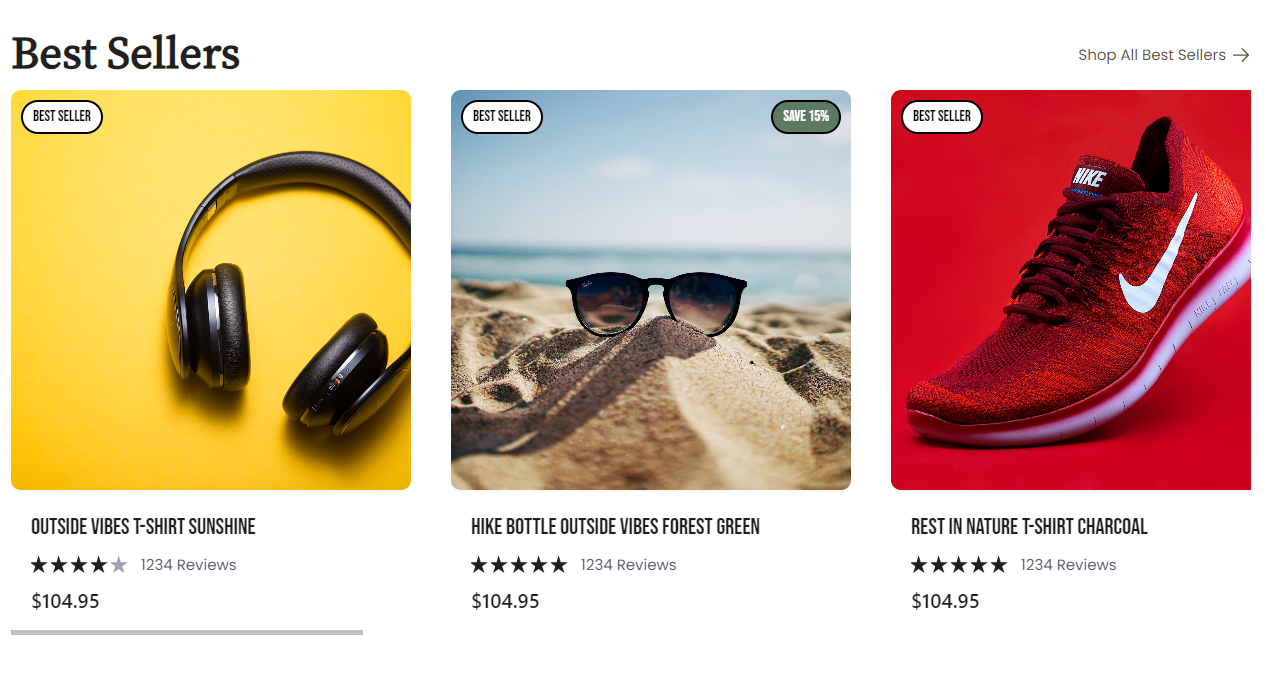 Best Sellers
Shop All Best Sellers
BEST SELLER
BEST SELLER
SAVE 15%
BEST SELLER
NIKE
OUTSIDE VIBES T-SHIRT SUNSHINE
1234 Reviews
$104.95
HIKE BOTTLE OUTSIDE VIBES FOREST GREEN
1234 Reviews
$104.95
REST IN NATURE T-SHIRT CHARCOAL
1234 Reviews
$104.95